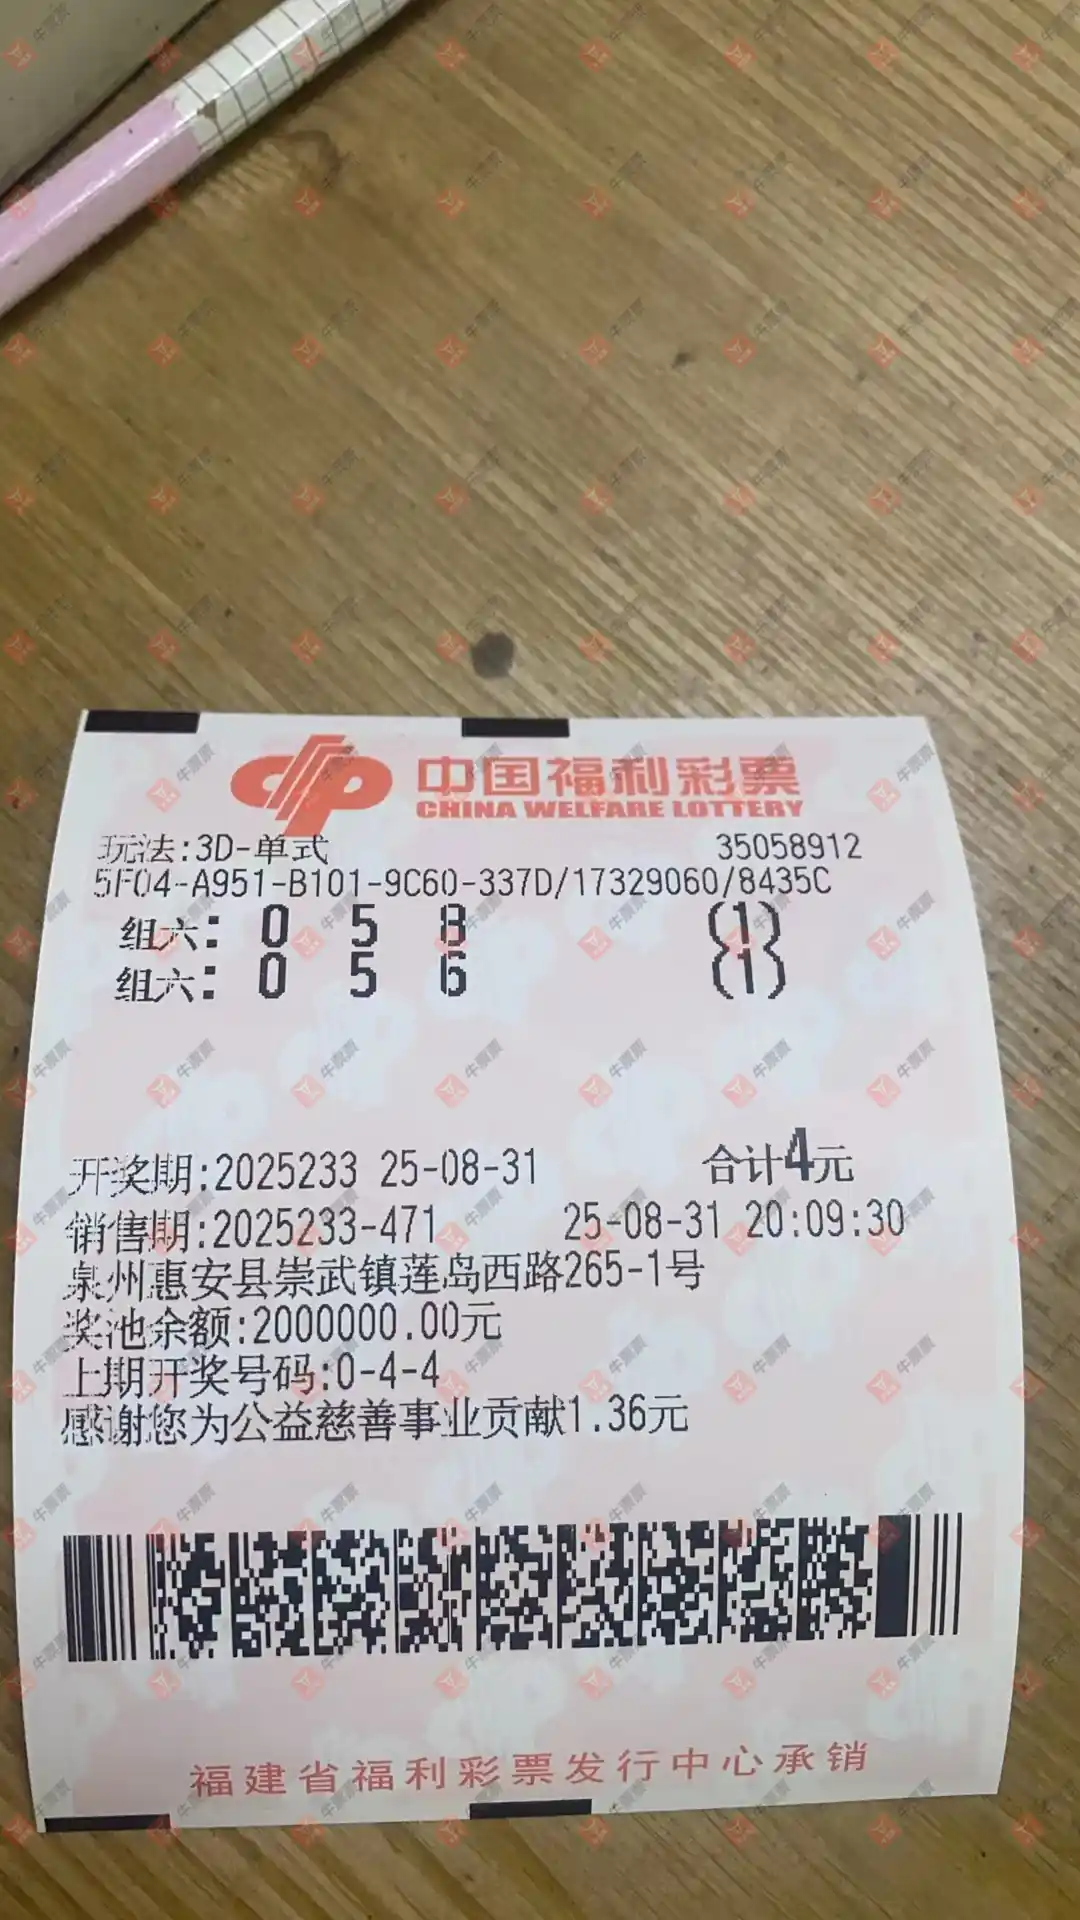 中国福利彩票
CHINA WELFARE LOTTERY
玩法:3D-单式 35058912
5F04-A951-B101-9C60-337D/17329060/8435C
组六: 0 5 8 (1)
组六: 0 5 6 (1)
开奖期:2025233 25-08-31 合计4元
销售期:2025233-471 25-08-31 20:09:30
泉州惠安县崇武镇莲岛西路265-1号
奖池余额:2000000.00元
上期开奖号码:0-4-4
感谢您为公益慈善事业贡献1.36元
福建省福利彩票发行中心承销
牛票票